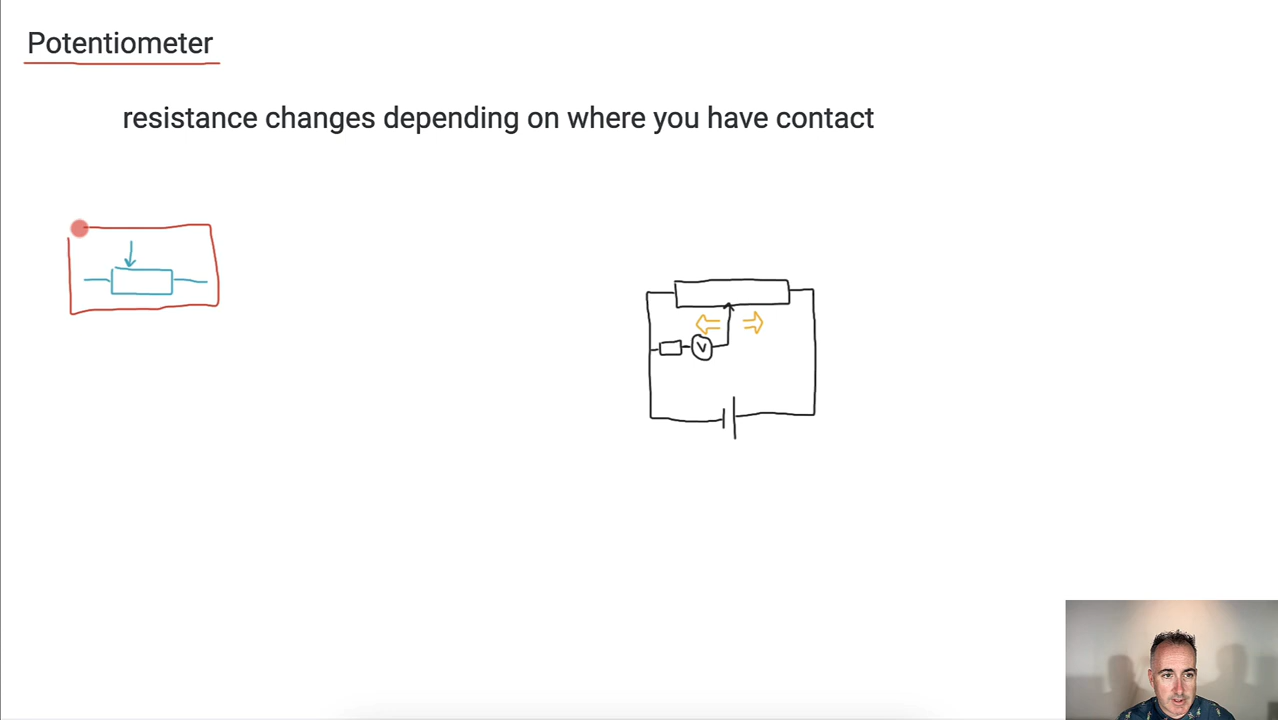 Potentiometer
resistance changes depending on where you have contact
V